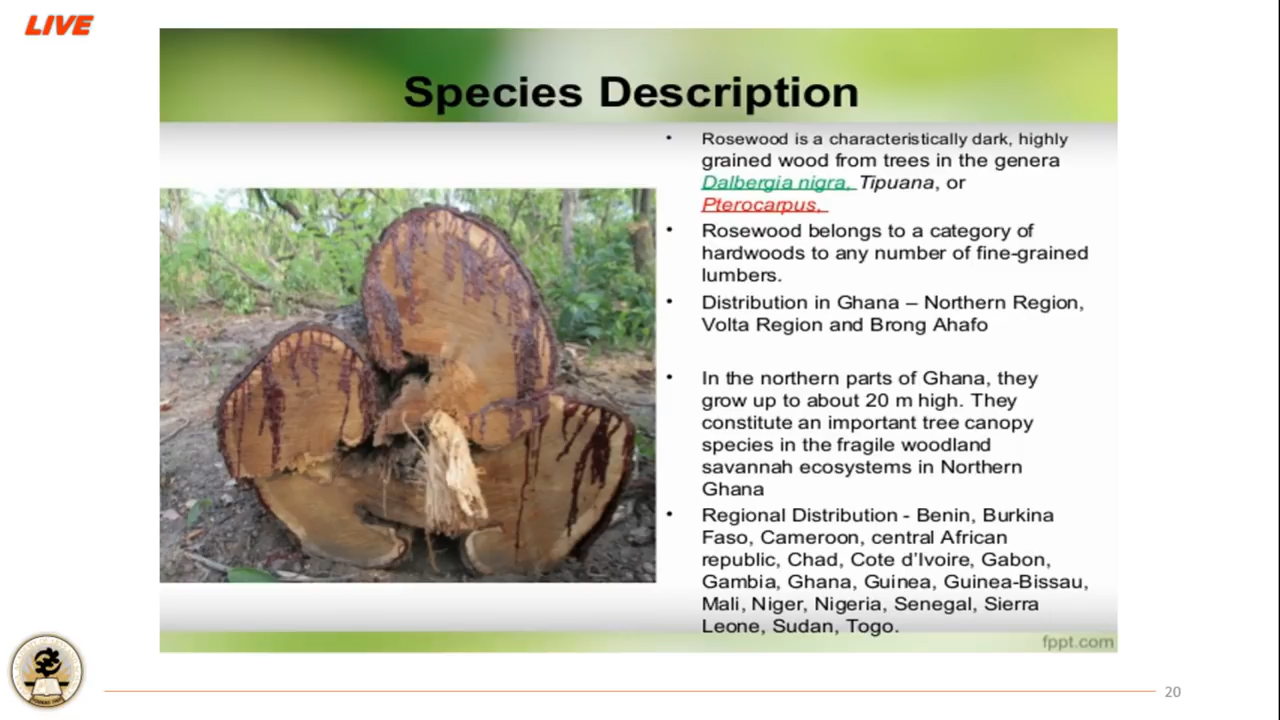 LIVE
Species Description
• Rosewood is a characteristically dark, highly
grained wood from trees in the genera
Dalbergia nigra, Tipuana, or
Pterocarpus,
• Rosewood belongs to a category of
hardwoods to any number of fine-grained
lumbers.
• Distribution in Ghana – Northern Region,
Volta Region and Brong Ahafo
• In the northern parts of Ghana, they
grow up to about 20 m high. They
constitute an important tree canopy
species in the fragile woodland
savannah ecosystems in Northern
Ghana
• Regional Distribution - Benin, Burkina
Faso, Cameroon, central African
republic, Chad, Cote d'Ivoire, Gabon,
Gambia, Ghana, Guinea, Guinea-Bissau,
Mali, Niger, Nigeria, Senegal, Sierra
Leone, Sudan, Togo.
fppt.com
20